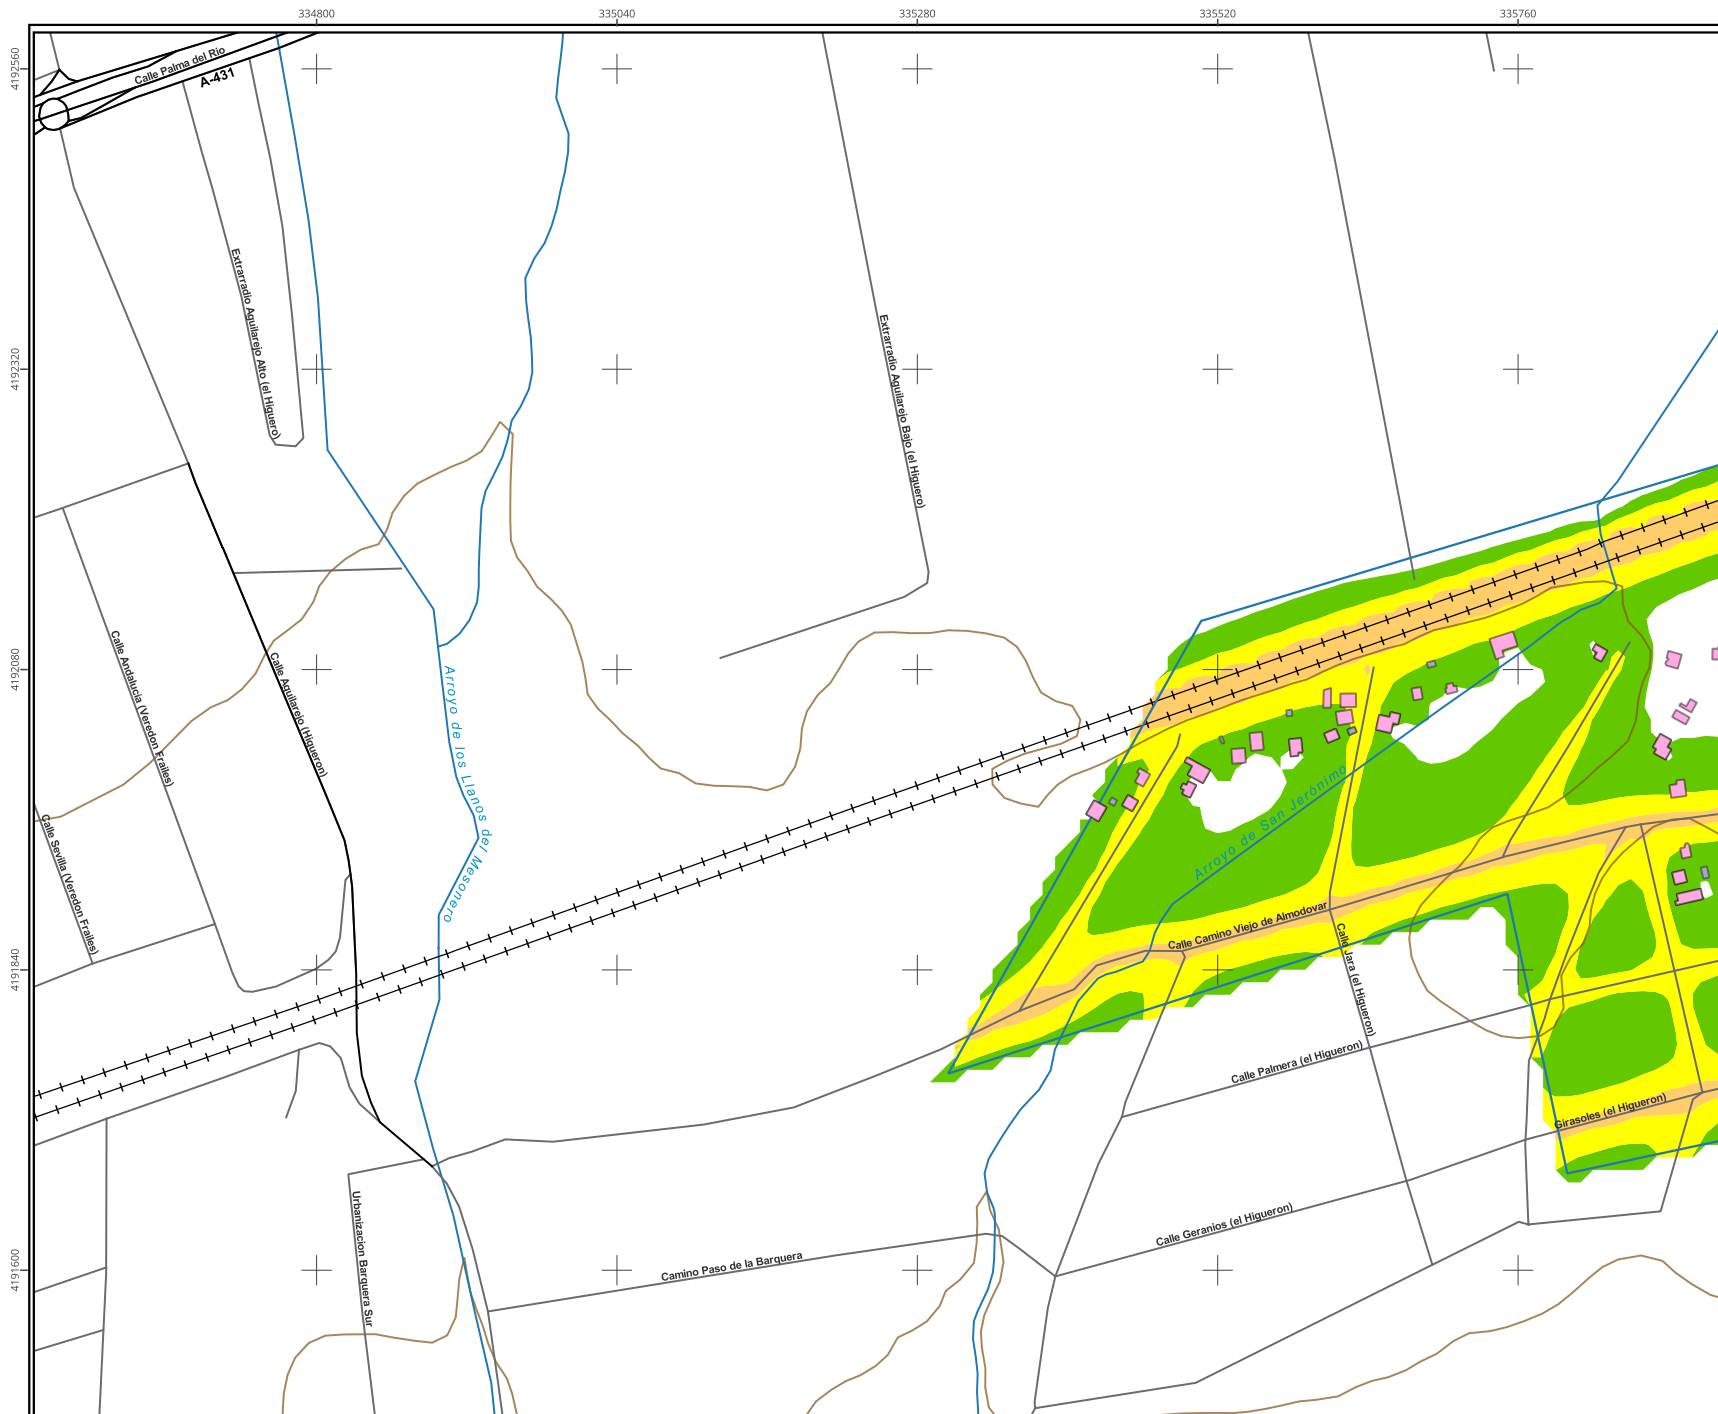 334800
335040
335280
335520
335760
4192560
4192320
4192080
4191840
4191600
Calle Palma del Rio
A-431
Extrarradio Aguilarejo Alto (el Higuero)
Extrarradio Aguilarejo Bajo (el Higuero)
Calle Andalucia (Veredon Frailes)
Calle Aguilarejo (Higueron)
Arroyo de los Llanos del Mesonero
Calle Sevilla (Veredon Frailes)
Arroyo de San Jerónimo
Calle Camino Viejo de Almodovar
Calle Jara (el Higueron)
Calle Palmera (el Higueron)
Girasoles (el Higueron)
Calle Geranios (el Higueron)
Urbanizacion Barquera Sur
Camino Paso de la Barquera